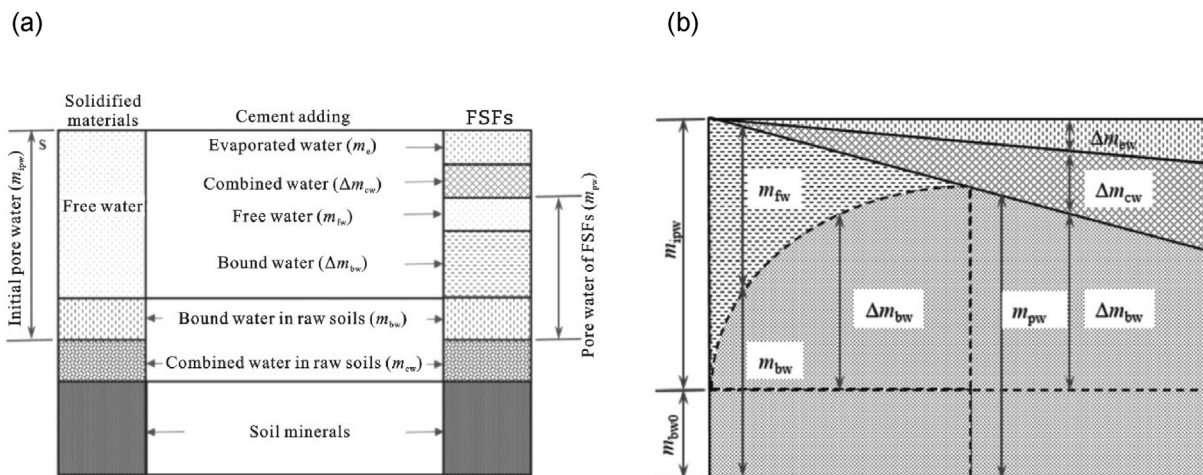 (a)
(b)
Solidified
materials
Cement adding
FSFs
Initial pore water (m_ipw)
s
Free water
Evaporated water (m_e)
Combined water (Δm_cw)
Free water (m_fw)
Bound water (Δm_bw)
Bound water in raw soils (m_bw)
Combined water in raw soils (m_cw)
Soil minerals
Pore water of FSFs (m_pw)
m_ipw
m_bw0
m_fw
m_bw
Δm_bw
m_pw
Δm_ew
Δm_cw
Δm_bw